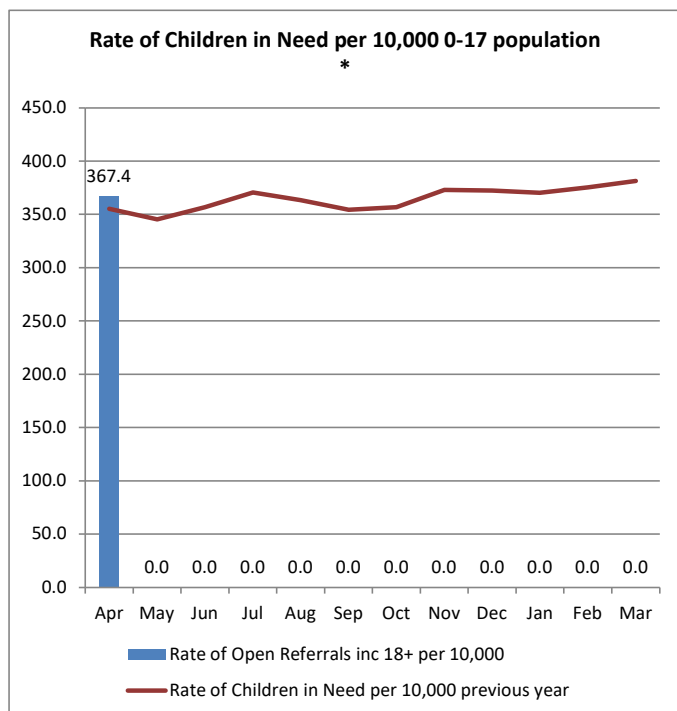 Rate of Children in Need per 10,000 0-17 population
*
450.0
400.0
367.4
350.0
300.0
250.0
200.0
150.0
100.0
50.0
0.0 0.0 0.0 0.0 0.0 0.0 0.0 0.0 0.0 0.0 0.0
0.0
Apr May Jun Jul Aug Sep Oct Nov Dec Jan Feb Mar
Rate of Open Referrals inc 18+ per 10,000
Rate of Children in Need per 10,000 previous year